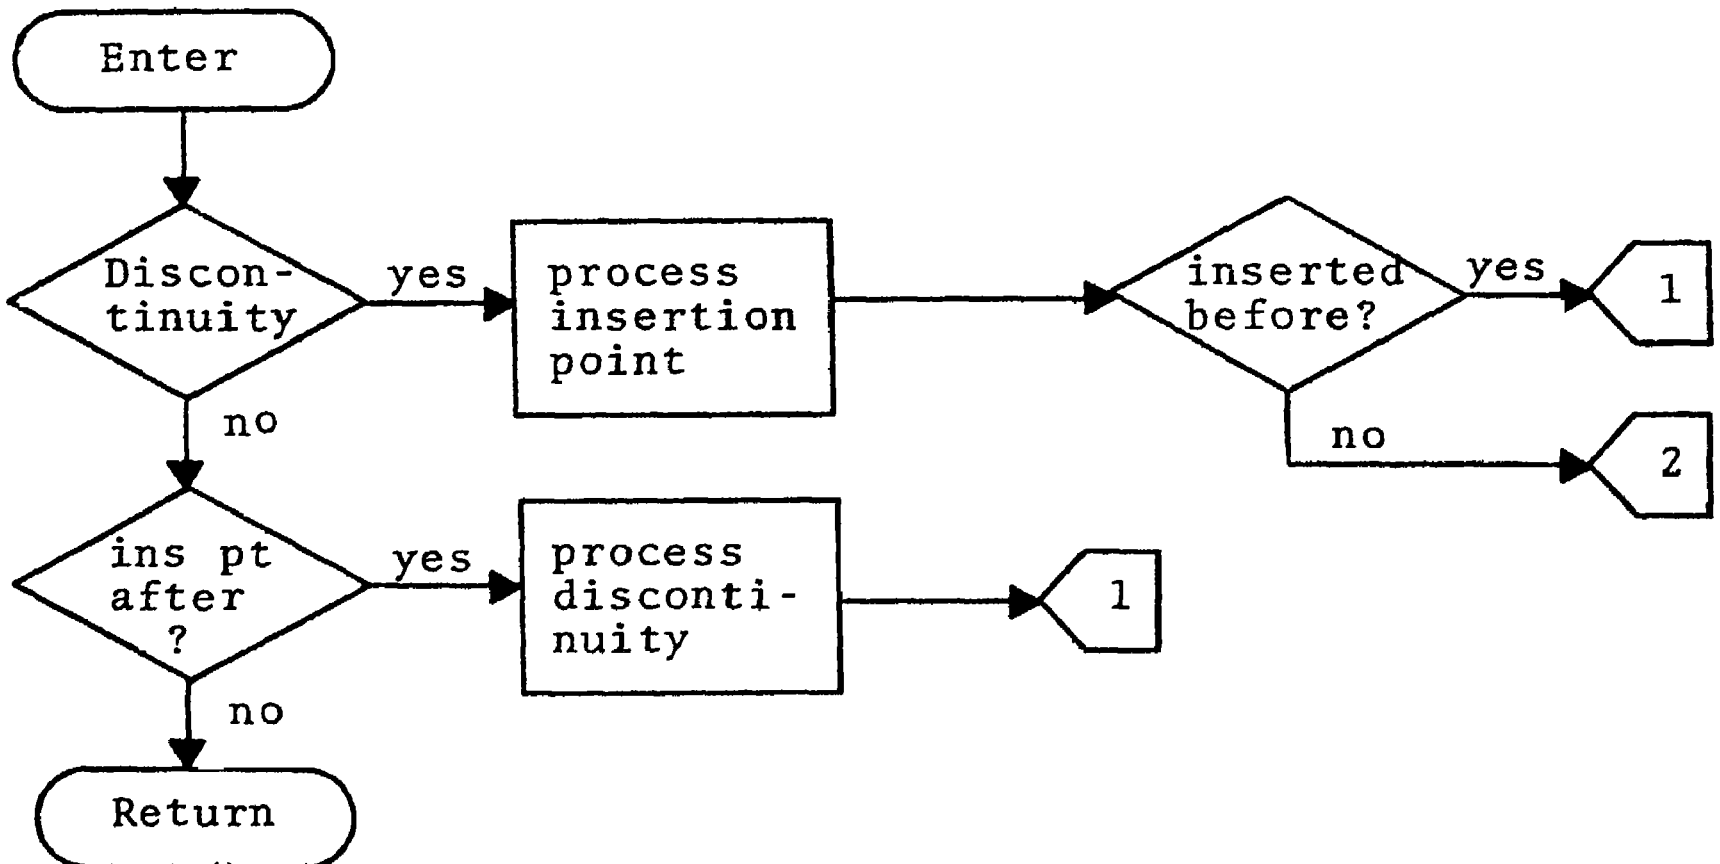 Enter
Discon-
tinuity
yes
process
insertion
point
inserted
before?
yes
1
no
2
no
ins pt
after
?
yes
process
disconti-
nuity
1
no
Return